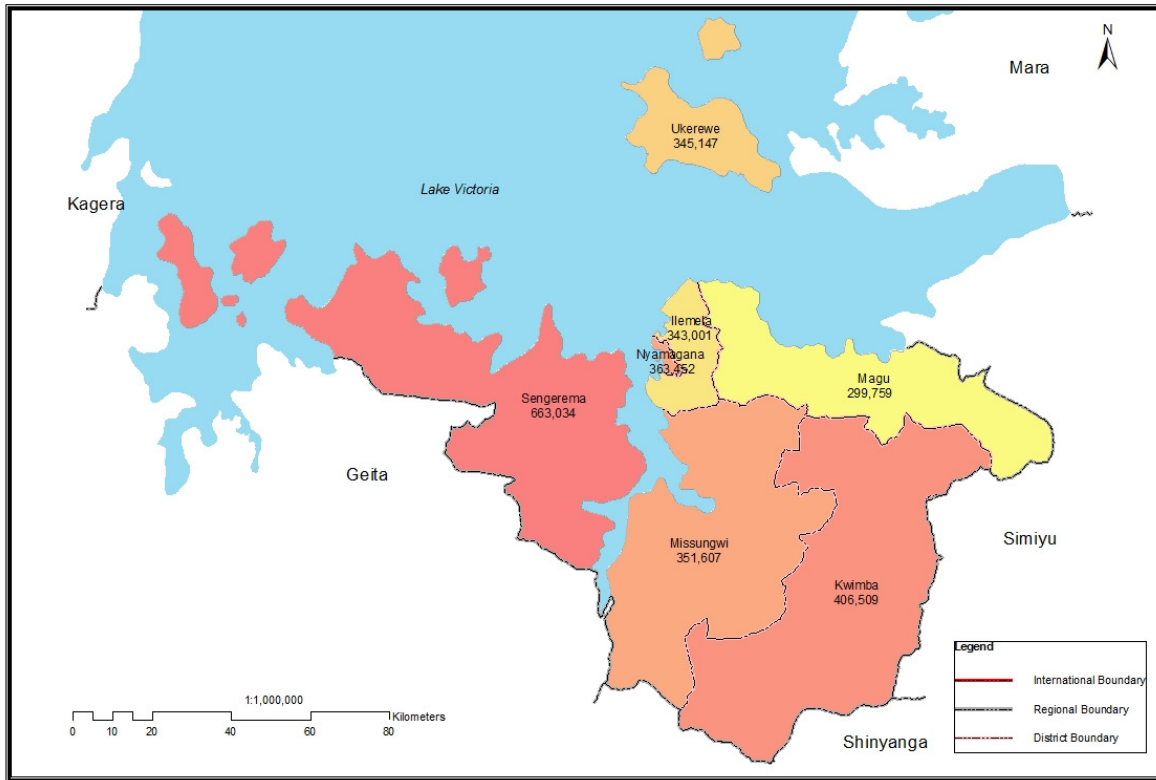 N
Mara
Ukerewe
345,147
Lake Victoria
Kagera
Ilemela
343,001
Nyamagana
363,452
Magu
299,759
Sengerema
663,034
Geita
Simiyu
Missungwi
351,607
Kwimba
406,509
Legend
International Boundary
Regional Boundary
District Boundary
1:1,000,000
Kilometers
0 10 20 40 60 80
Shinyanga